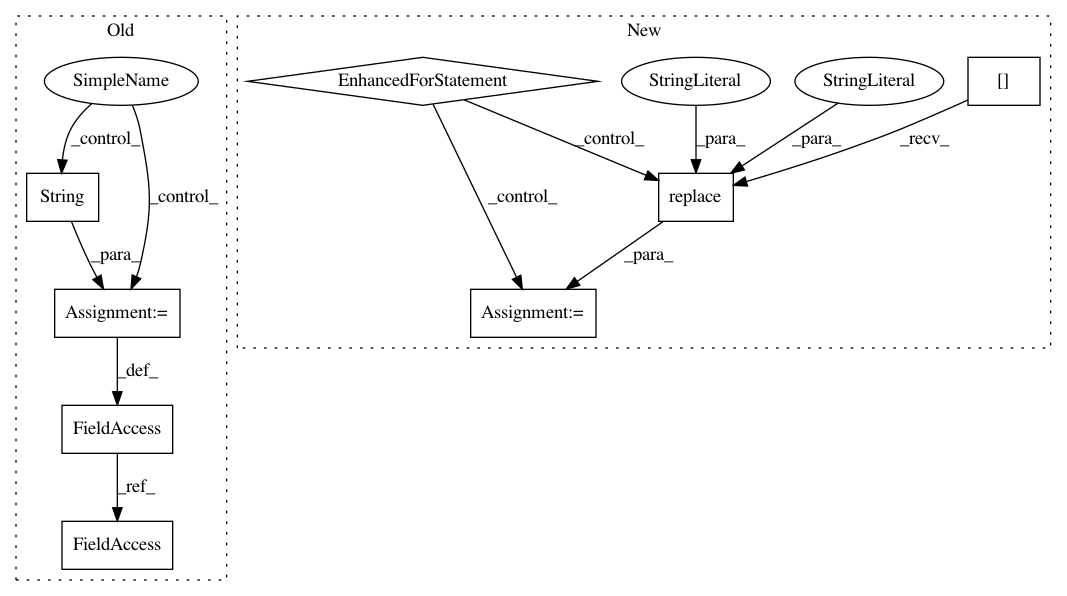 Old
New
SimpleName
EnhancedForStatement
StringLiteral
StringLiteral
[]
_control_
_control_
_control_
_para_
_para_
_recv_
String
replace
_control_
_para_
_para_
Assignment:=
Assignment:=
_def_
FieldAccess
_ref_
FieldAccess